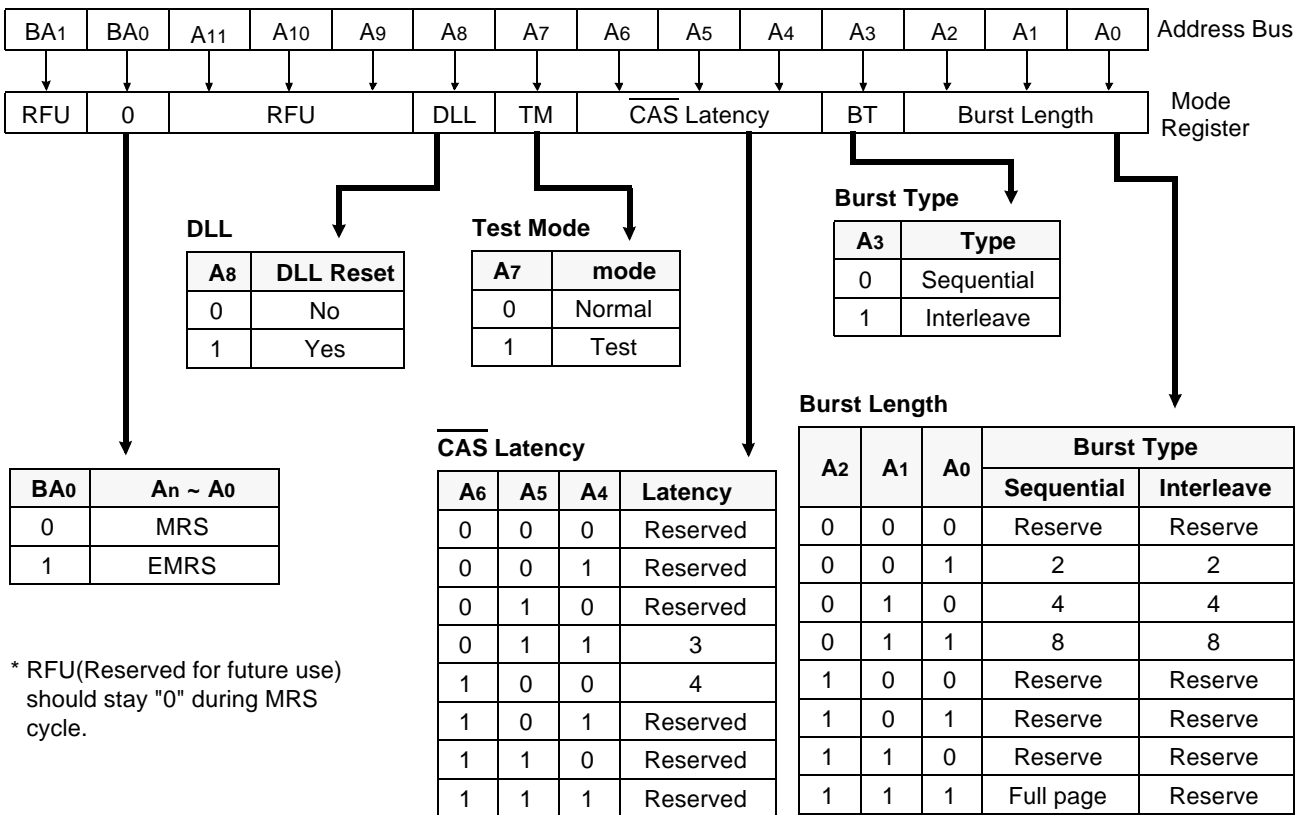 BA1 BA0 A11 A10 A9 A8 A7 A6 A5 A4 A3 A2 A1 A0 Address Bus
RFU 0 RFU DLL TM CAS Latency BT Burst Length Mode Register
DLL
A8 DLL Reset
0 No
1 Yes
Test Mode
A7 mode
0 Normal
1 Test
Burst Type
A3 Type
0 Sequential
1 Interleave
BA0 An ~ A0
0 MRS
1 EMRS
* RFU(Reserved for future use)
should stay "0" during MRS
cycle.
CAS Latency
A6 A5 A4 Latency
0 0 0 Reserved
0 0 1 Reserved
0 1 0 Reserved
0 1 1 3
1 0 0 4
1 0 1 Reserved
1 1 0 Reserved
1 1 1 Reserved
Burst Length
A2 A1 A0 Burst Type
Sequential Interleave
0 0 0 Reserve Reserve
0 0 1 2 2
0 1 0 4 4
0 1 1 8 8
1 0 0 Reserve Reserve
1 0 1 Reserve Reserve
1 1 0 Reserve Reserve
1 1 1 Full page Reserve